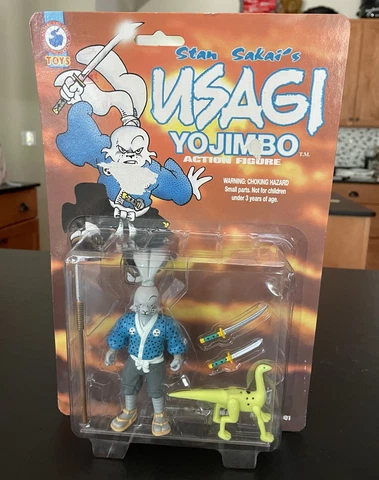 TOYS
Stan Sakai's
USAGI
YOJIMBO TM
ACTION FIGURE
WARNING: CHOKING HAZARD
Small parts. Not for children
under 3 years of age.